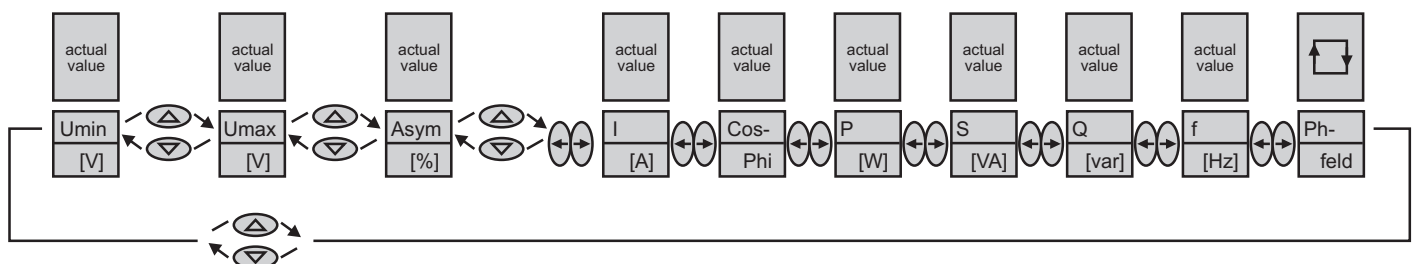 actual
value
actual
value
actual
value
actual
value
actual
value
actual
value
actual
value
actual
value
actual
value
Umin
[V]
Umax
[V]
Asym
[%]
I
[A]
Cos-
Phi
P
[W]
S
[VA]
Q
[var]
f
[Hz]
Ph-
feld